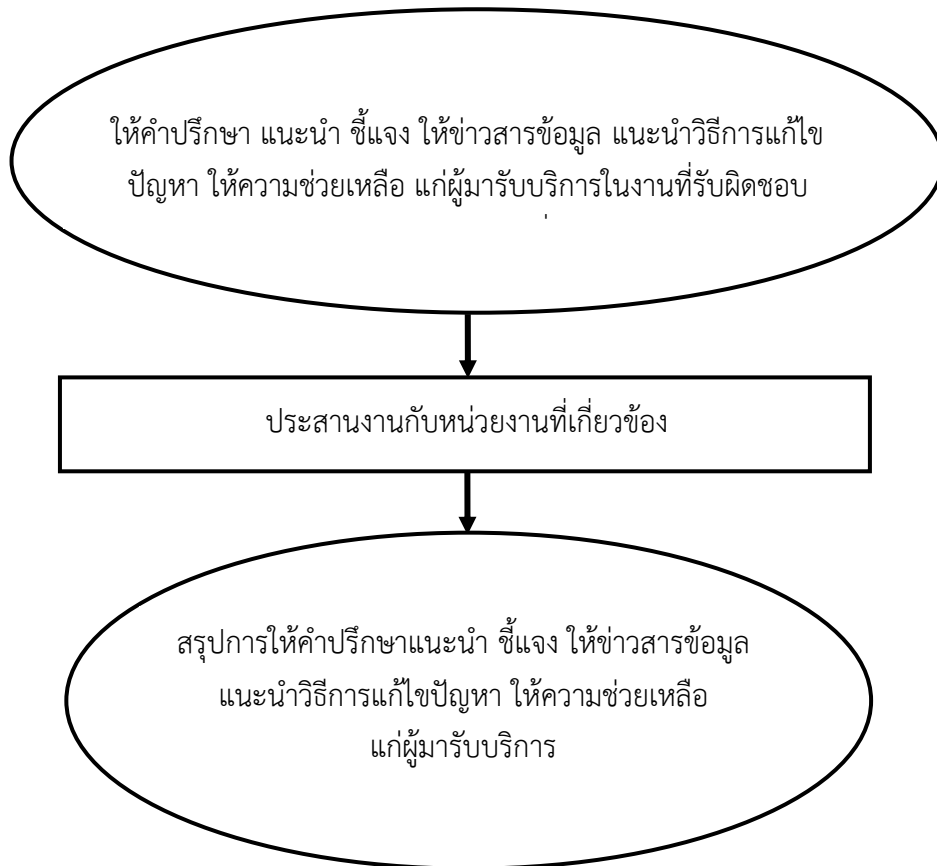 ให้คำปรึกษา แนะนำ ชี้แจง ให้ข่าวสารข้อมูล แนะนำวิธีการแก้ไข
ปัญหา ให้ความช่วยเหลือ แก่ผู้มารับบริการในงานที่รับผิดชอบ
ประสานงานกับหน่วยงานที่เกี่ยวข้อง
สรุปการให้คำปรึกษาแนะนำ ชี้แจง ให้ข่าวสารข้อมูล
แนะนำวิธีการแก้ไขปัญหา ให้ความช่วยเหลือ
แก่ผู้มารับบริการ